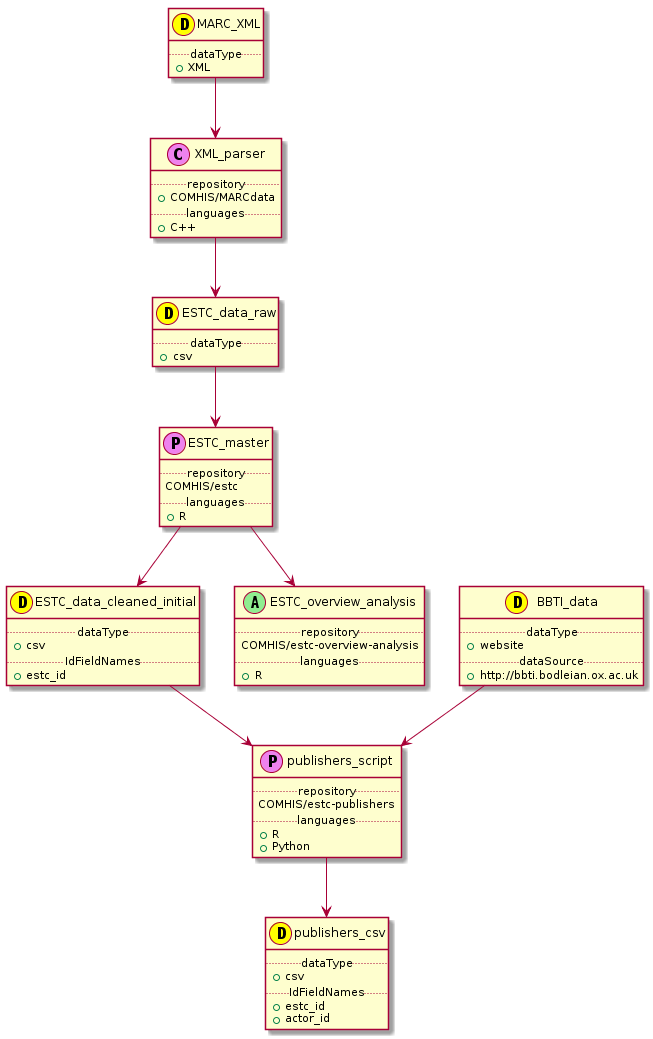 D MARC_XML
dataType
XML
C XML_parser
repository
COMHIS/MARCdata
languages
C++
D ESTC_data_raw
dataType
csv
P ESTC_master
repository
COMHIS/estc
languages
R
D ESTC_data_cleaned_initial
dataType
csv
IdFieldNames
estc_id
A ESTC_overview_analysis
repository
COMHIS/estc-overview-analysis
languages
R
D BBTI_data
dataType
website
dataSource
http://bbti.bodleian.ox.ac.uk
P publishers_script
repository
COMHIS/estc-publishers
languages
R
Python
D publishers_csv
dataType
csv
IdFieldNames
estc_id
actor_id